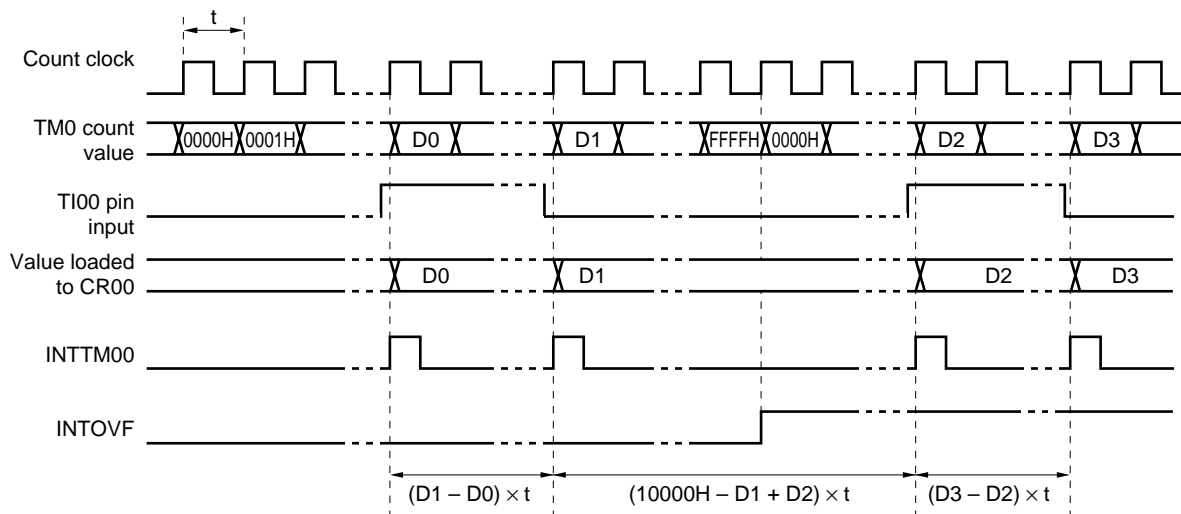 t
Count clock
TM0 count
value
0000H 0001H D0 D1 FFFFH 0000H D2 D3
TI00 pin
input
Value loaded
to CR00
D0 D1 D2 D3
INTTM00
INTOVF
(D1 – D0) × t (10000H – D1 + D2) × t (D3 – D2) × t